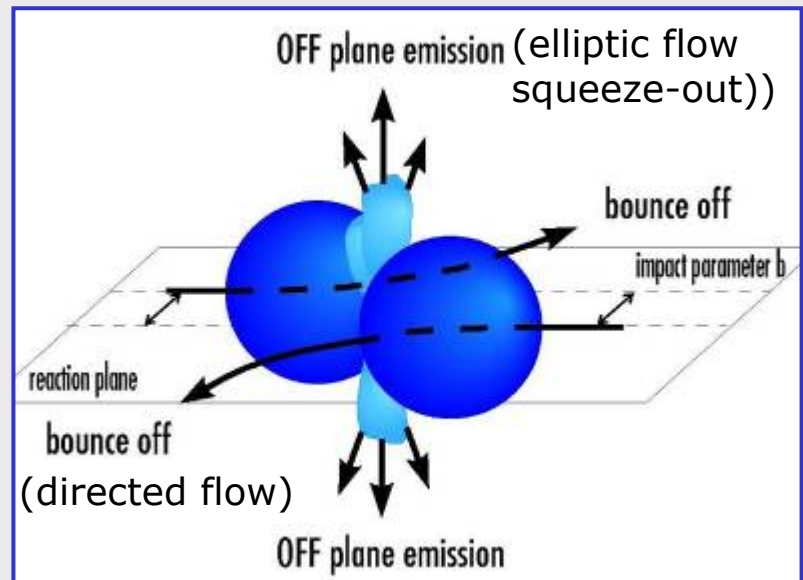 OFF plane emission (elliptic flow
squeeze-out))
bounce off
impact parameter b
reaction plane
bounce off
(directed flow)
OFF plane emission